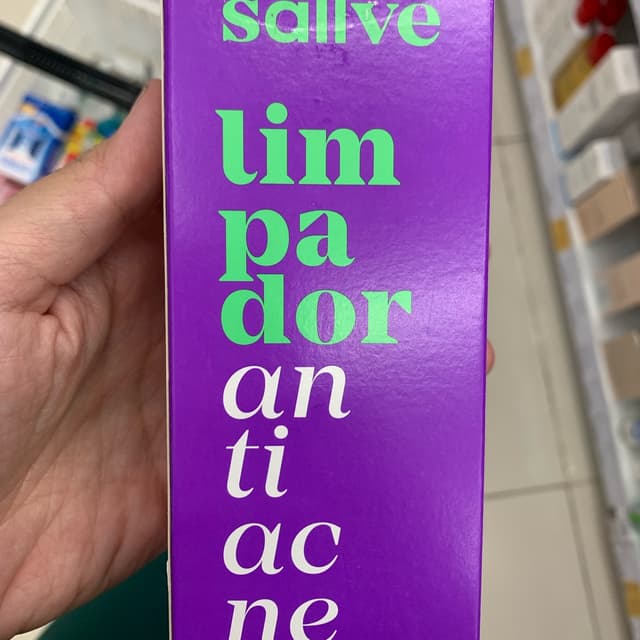 sallve
lim
pa
dor
an
ti
ac
ne